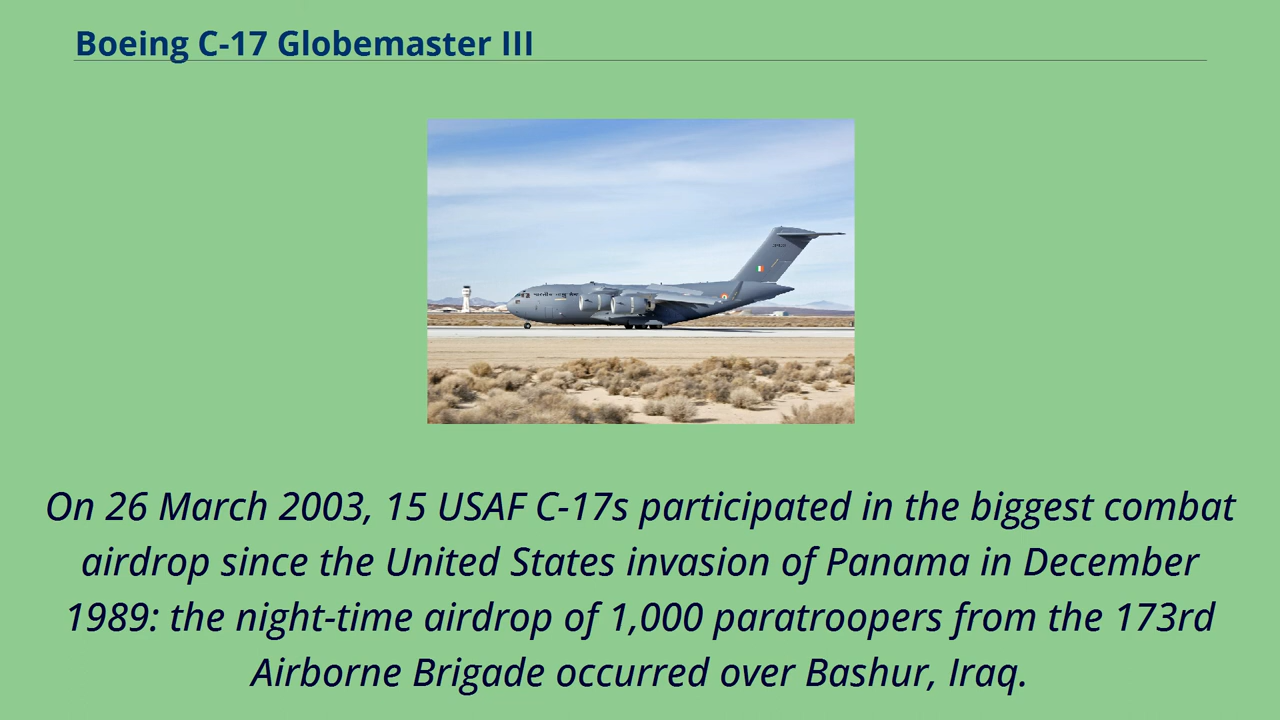 Boeing C-17 Globemaster III
On 26 March 2003, 15 USAF C-17s participated in the biggest combat
airdrop since the United States invasion of Panama in December
1989: the night-time airdrop of 1,000 paratroopers from the 173rd
Airborne Brigade occurred over Bashur, Iraq.